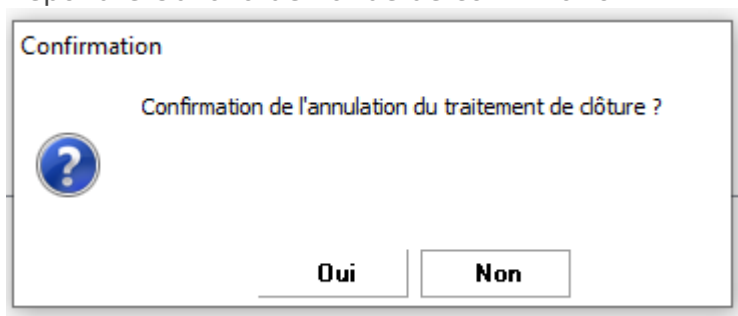 Confirmation
Confirmation de l'annulation du traitement de clôture ?
Oui
Non